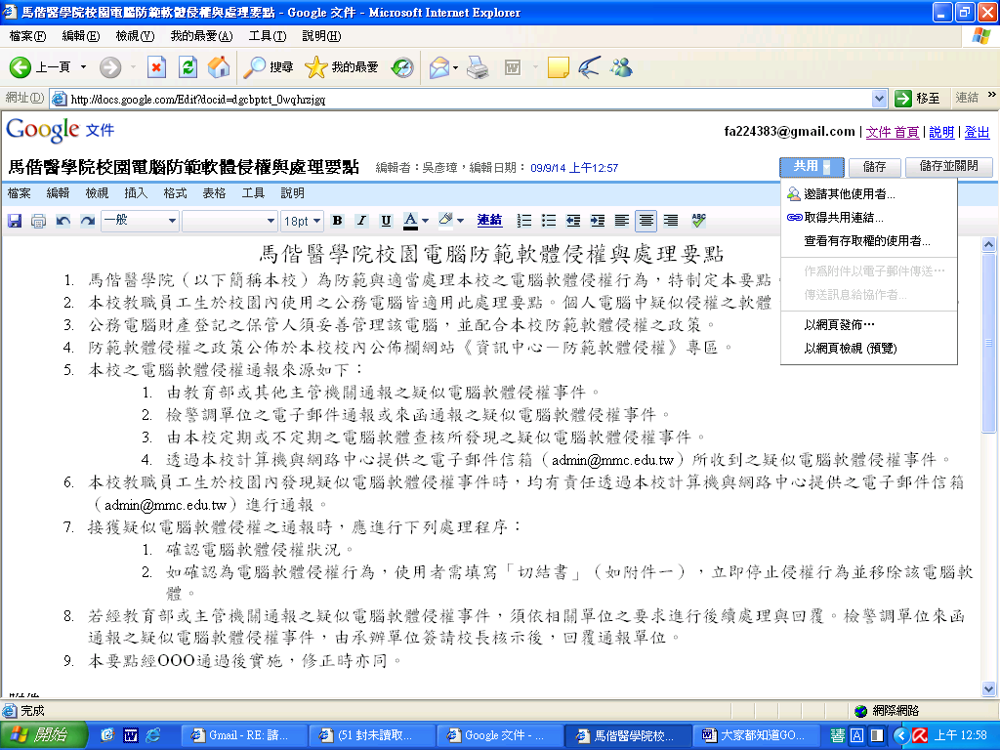 馬偕醫學院校園電腦防範軟體侵權與處理要點 - Google 文件 - Microsoft Internet Explorer
檔案(F) 編輯(E) 檢視(V) 我的最愛(A) 工具(T) 說明(H)
上一頁 搜尋 我的最愛
網址(D) http://docs.google.com/Edit?docid=dgcbptct_0wqhrzjgq 移至 連結 »
Google 文件
fa224383@gmail.com | 文件 首頁 | 說明 | 登出
馬偕醫學院校園電腦防範軟體侵權與處理要點 編輯者：吳彥璋，編輯日期： 09/9/14 上午12:57 共用 儲存 儲存並關閉
檔案 編輯 檢視 插入 格式 表格 工具 說明
一般 18pt B I U A 連結 ABC
邀請其他使用者...
取得共用連結...
查看有存取權的使用者...
作為附件以電子郵件傳送…
傳送訊息給協作者...
以網頁發佈…
以網頁檢視 (預覽)
馬偕醫學院校園電腦防範軟體侵權與處理要點
1. 馬偕醫學院（以下簡稱本校）為防範與適當處理本校之電腦軟體侵權行為，特制定本要點
2. 本校教職員工生於校園內使用之公務電腦皆適用此處理要點。個人電腦中疑似侵權之軟體
3. 公務電腦財產登記之保管人須妥善管理該電腦，並配合本校防範軟體侵權之政策。
4. 防範軟體侵權之政策公佈於本校校內公佈欄網站《資訊中心－防範軟體侵權》專區。
5. 本校之電腦軟體侵權通報來源如下：
1. 由教育部或其他主管機關通報之疑似電腦軟體侵權事件。
2. 檢警調單位之電子郵件通報或來函通報之疑似電腦軟體侵權事件。
3. 由本校定期或不定期之電腦軟體查核所發現之疑似電腦軟體侵權事件。
4. 透過本校計算機與網路中心提供之電子郵件信箱（admin@mmc.edu.tw）所收到之疑似電腦軟體侵權事件。
6. 本校教職員工生於校園內發現疑似電腦軟體侵權事件時，均有責任透過本校計算機與網路中心提供之電子郵件信箱
（admin@mmc.edu.tw）進行通報。
7. 接獲疑似電腦軟體侵權之通報時，應進行下列處理程序：
1. 確認電腦軟體侵權狀況。
2. 如確認為電腦軟體侵權行為，使用者需填寫「切結書」（如附件一），立即停止侵權行為並移除該電腦軟
體。
8. 若經教育部或主管機關通報之疑似電腦軟體侵權事件，須依相關單位之要求進行後續處理與回覆。檢警調單位來函
通報之疑似電腦軟體侵權事件，由承辦單位簽請校長核示後，回覆通報單位。
9. 本要點經OOO通過後實施，修正時亦同。
完成 網際網路
開始 Gmail - RE: 請... (51 封未讀取... Google 文件 - ... 馬偕醫學院校... 大家都知道GO... 上午 12:58